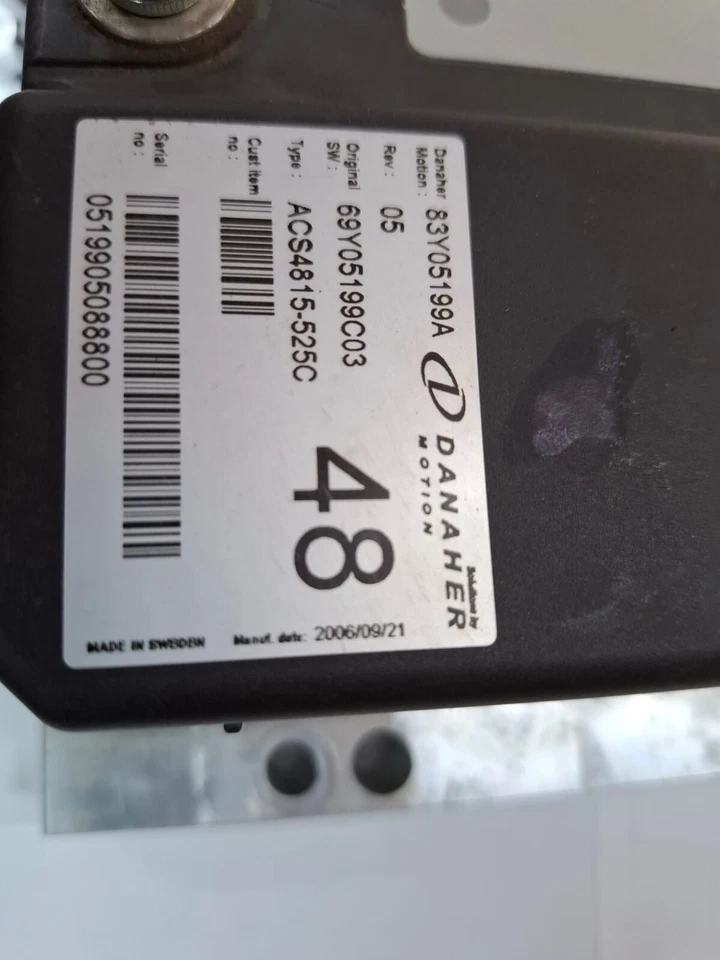 Danaher
Motion : 83Y05199A
Solutions by
DANAHER
MOTION
Rev : 05
Original
SW : 69Y05199C03
Type : ACS4815-525C
48
Cust item
no :
Serial
no :
0519905088800
Manuf. date: 2006/09/21
MADE IN SWEDEN